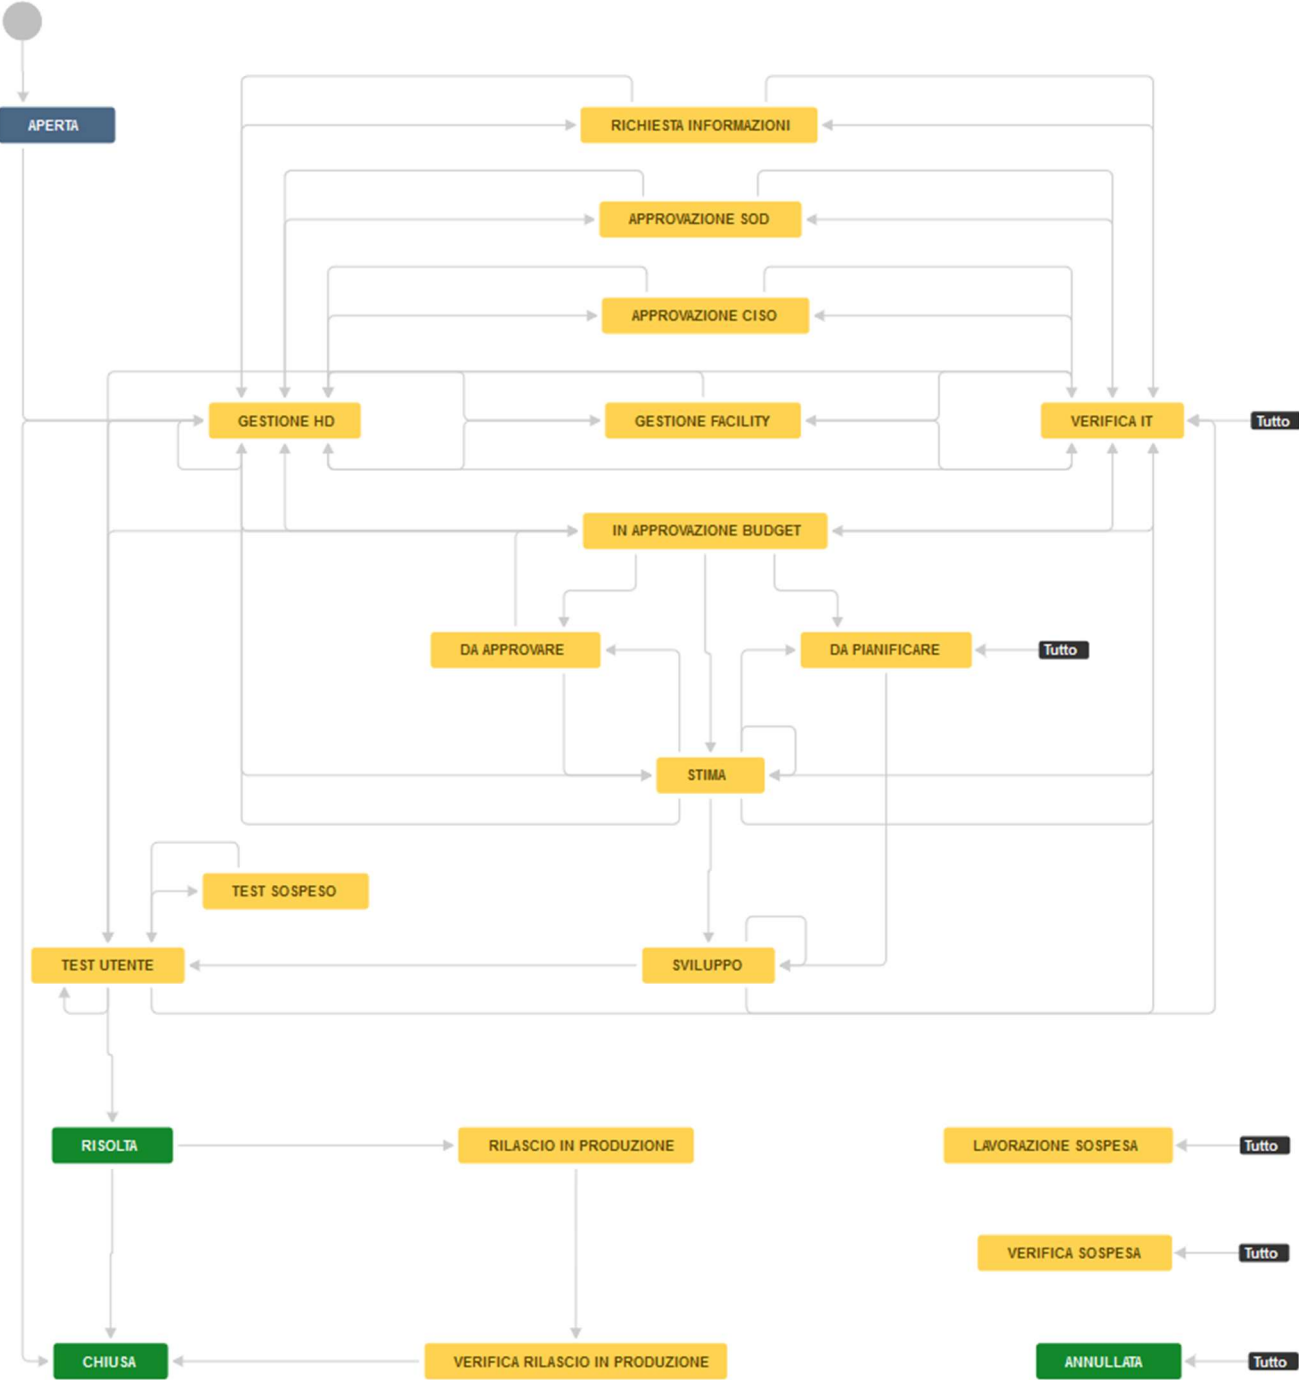 APERTA
RICHIESTA INFORMAZIONI
APPROVAZIONE SOD
APPROVAZIONE CISO
GESTIONE HD
GESTIONE FACILITY
VERIFICA IT
Tutto
IN APPROVAZIONE BUDGET
DA APPROVARE
DA PIANIFICARE
Tutto
STIMA
TEST SOSPESO
TEST UTENTE
SVILUPPO
RISOLTA
RILASCIO IN PRODUZIONE
LAVORAZIONE SOSPESA
Tutto
VERIFICA SOSPESA
Tutto
CHIUSA
VERIFICA RILASCIO IN PRODUZIONE
ANNULLATA
Tutto